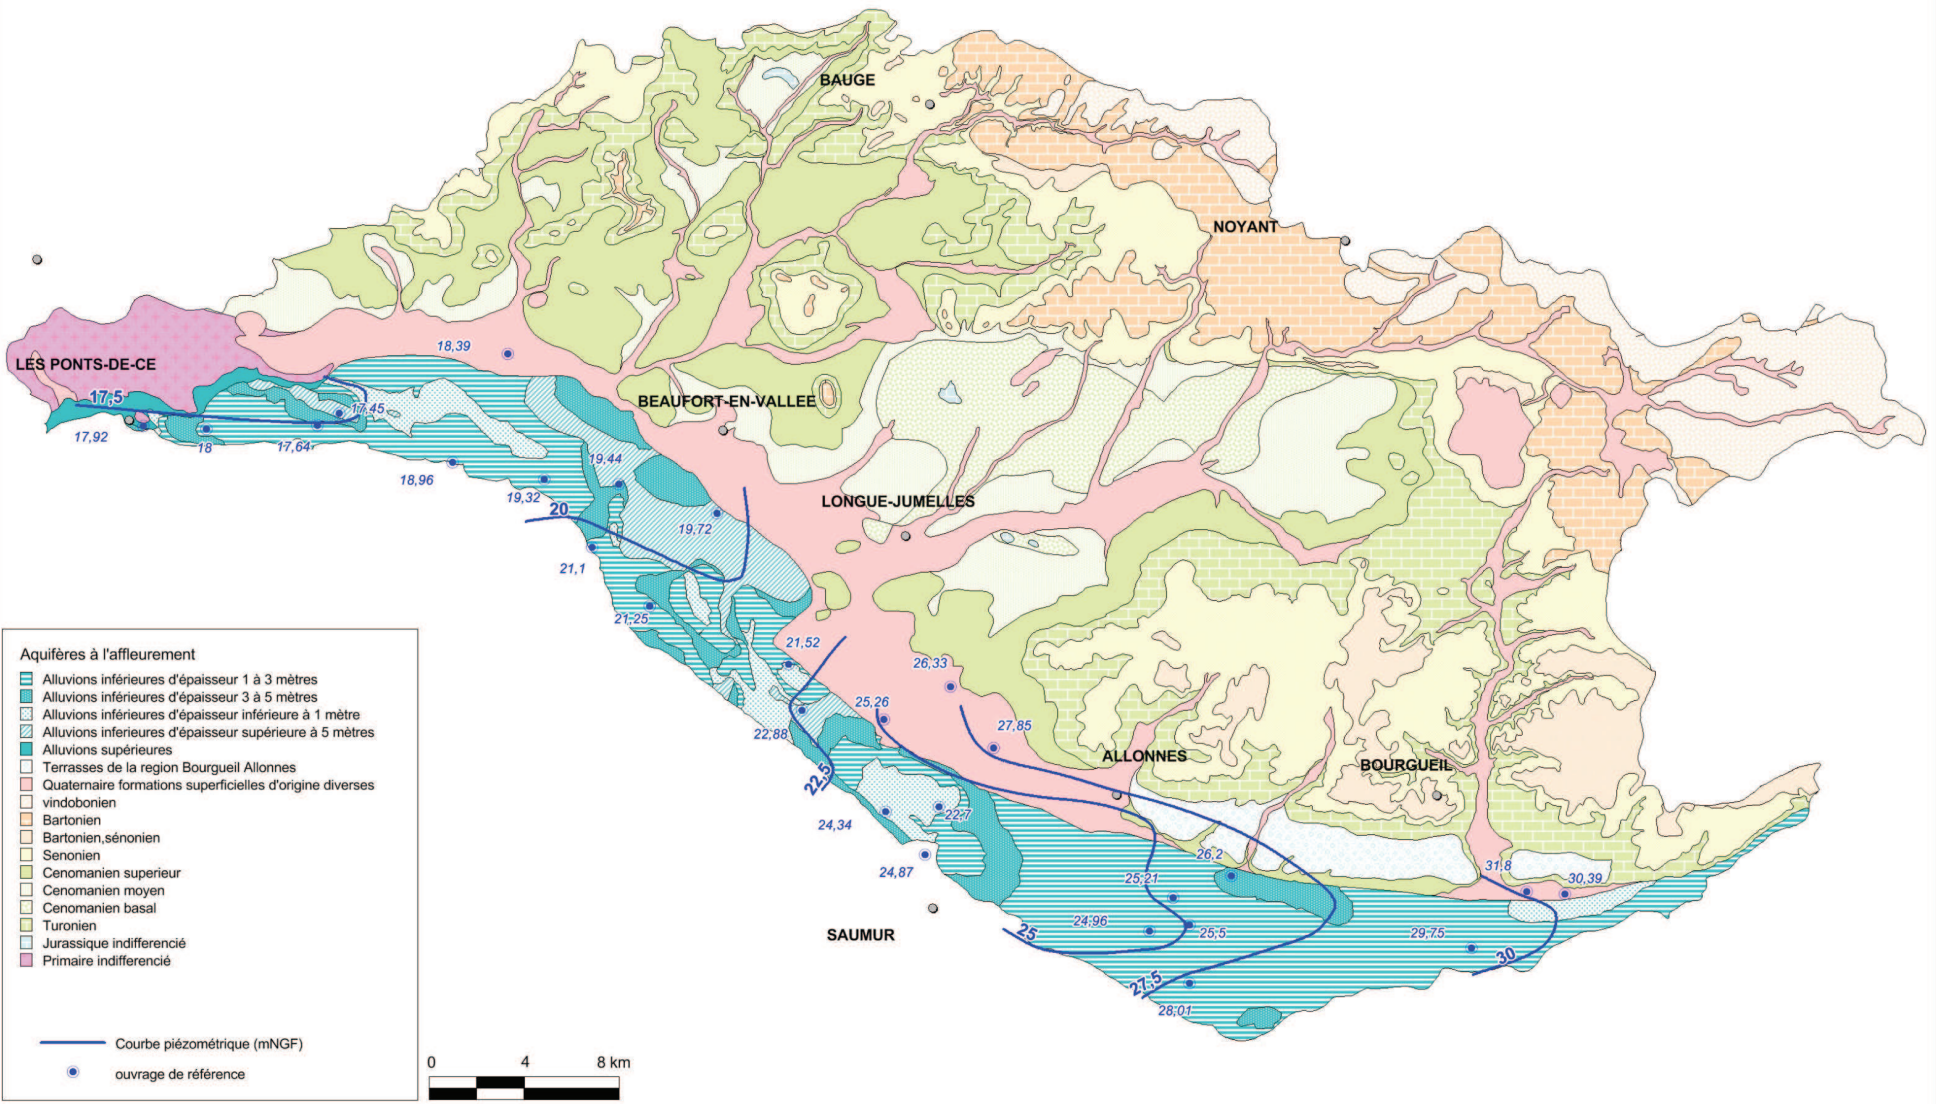 BAUGE
NOYANT
18,39
LES PONTS-DE-CE
17,5
BEAUFORT-EN-VALLEE
17,45
17,92
18
17,64
19,44
18,96
19,32
LONGUE-JUMELLES
20
19,72
21,1
21,25
21,52
26,33
25,26
27,85
22,88
ALLONNES
BOURGUEIL
22,5
24,34
22,7
26,2
24,87
31,8
30,39
25,21
24,96
25,5
29,75
SAUMUR
25
30
27,5
28,01
Aquifères à l'affleurement
Alluvions inférieures d'épaisseur 1 à 3 mètres
Alluvions inférieures d'épaisseur 3 à 5 mètres
Alluvions inférieures d'épaisseur inférieure à 1 mètre
Alluvions inferieures d'épaisseur supérieure à 5 mètres
Alluvions supérieures
Terrasses de la region Bourgueil Allonnes
Quaternaire formations superficielles d'origine diverses
vindobonien
Bartonien
Bartonien,sénonien
Senonien
Cenomanien superieur
Cenomanien moyen
Cenomanien basal
Turonien
Jurassique indifferencié
Primaire indifferencié
Courbe piézométrique (mNGF)
ouvrage de référence
0 4 8 km